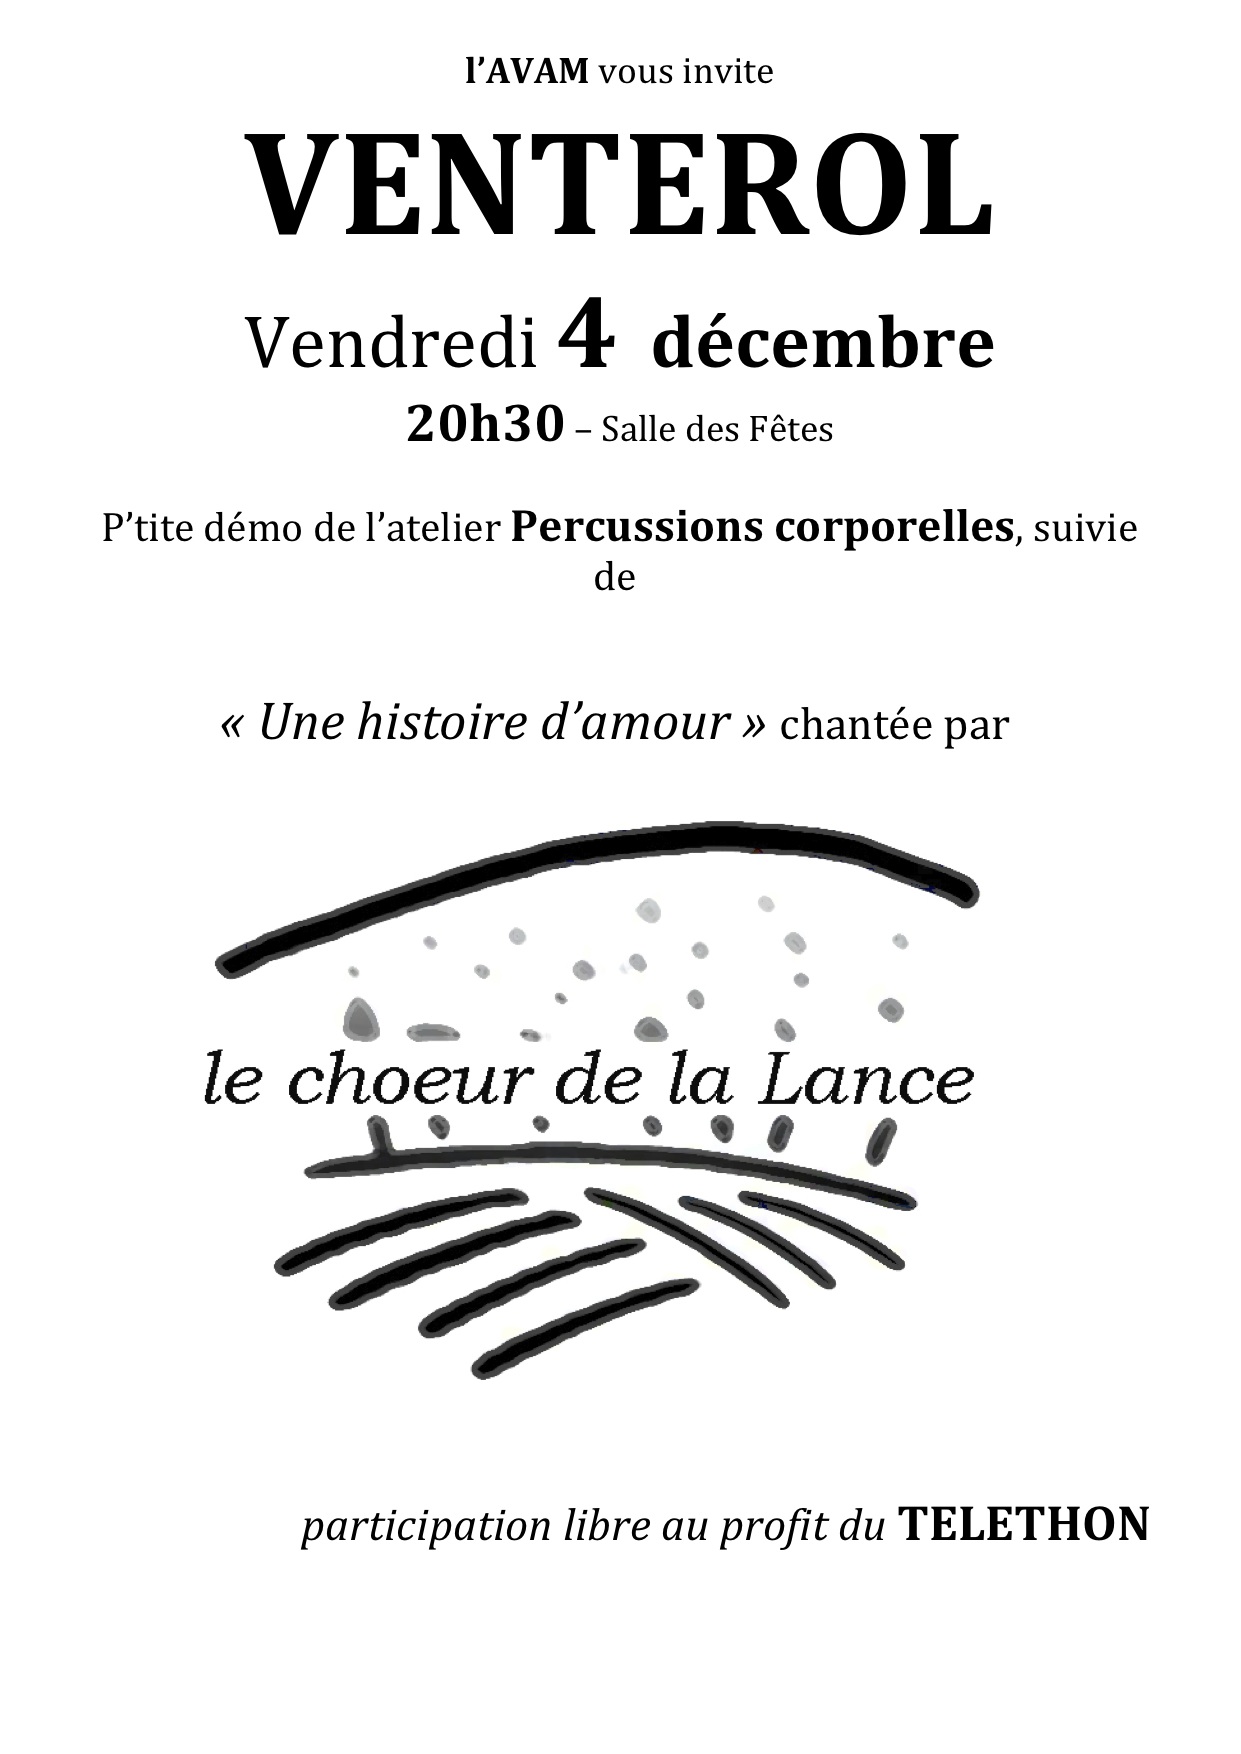 l’AVAM vous invite
VENTEROL
Vendredi 4 décembre
20h30 – Salle des Fêtes
P’tite démo de l’atelier Percussions corporelles, suivie
de
« Une histoire d’amour » chantée par
le choeur de la Lance
participation libre au profit du TELETHON